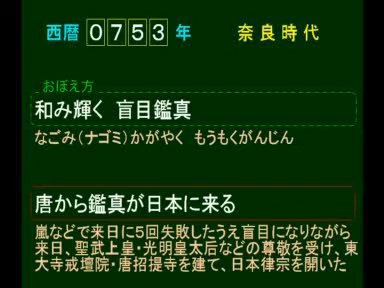 西暦 0753 年 奈良時代
おぼえ方
和み輝く 盲目鑑真
なごみ(ナゴミ)かがやく もうもくがんじん
唐から鑑真が日本に来る
嵐などで来日に5回失敗したうえ盲目になりながら
来日、聖武上皇・光明皇太后などの尊敬を受け、東
大寺戒壇院・唐招提寺を建て、日本律宗を開いた